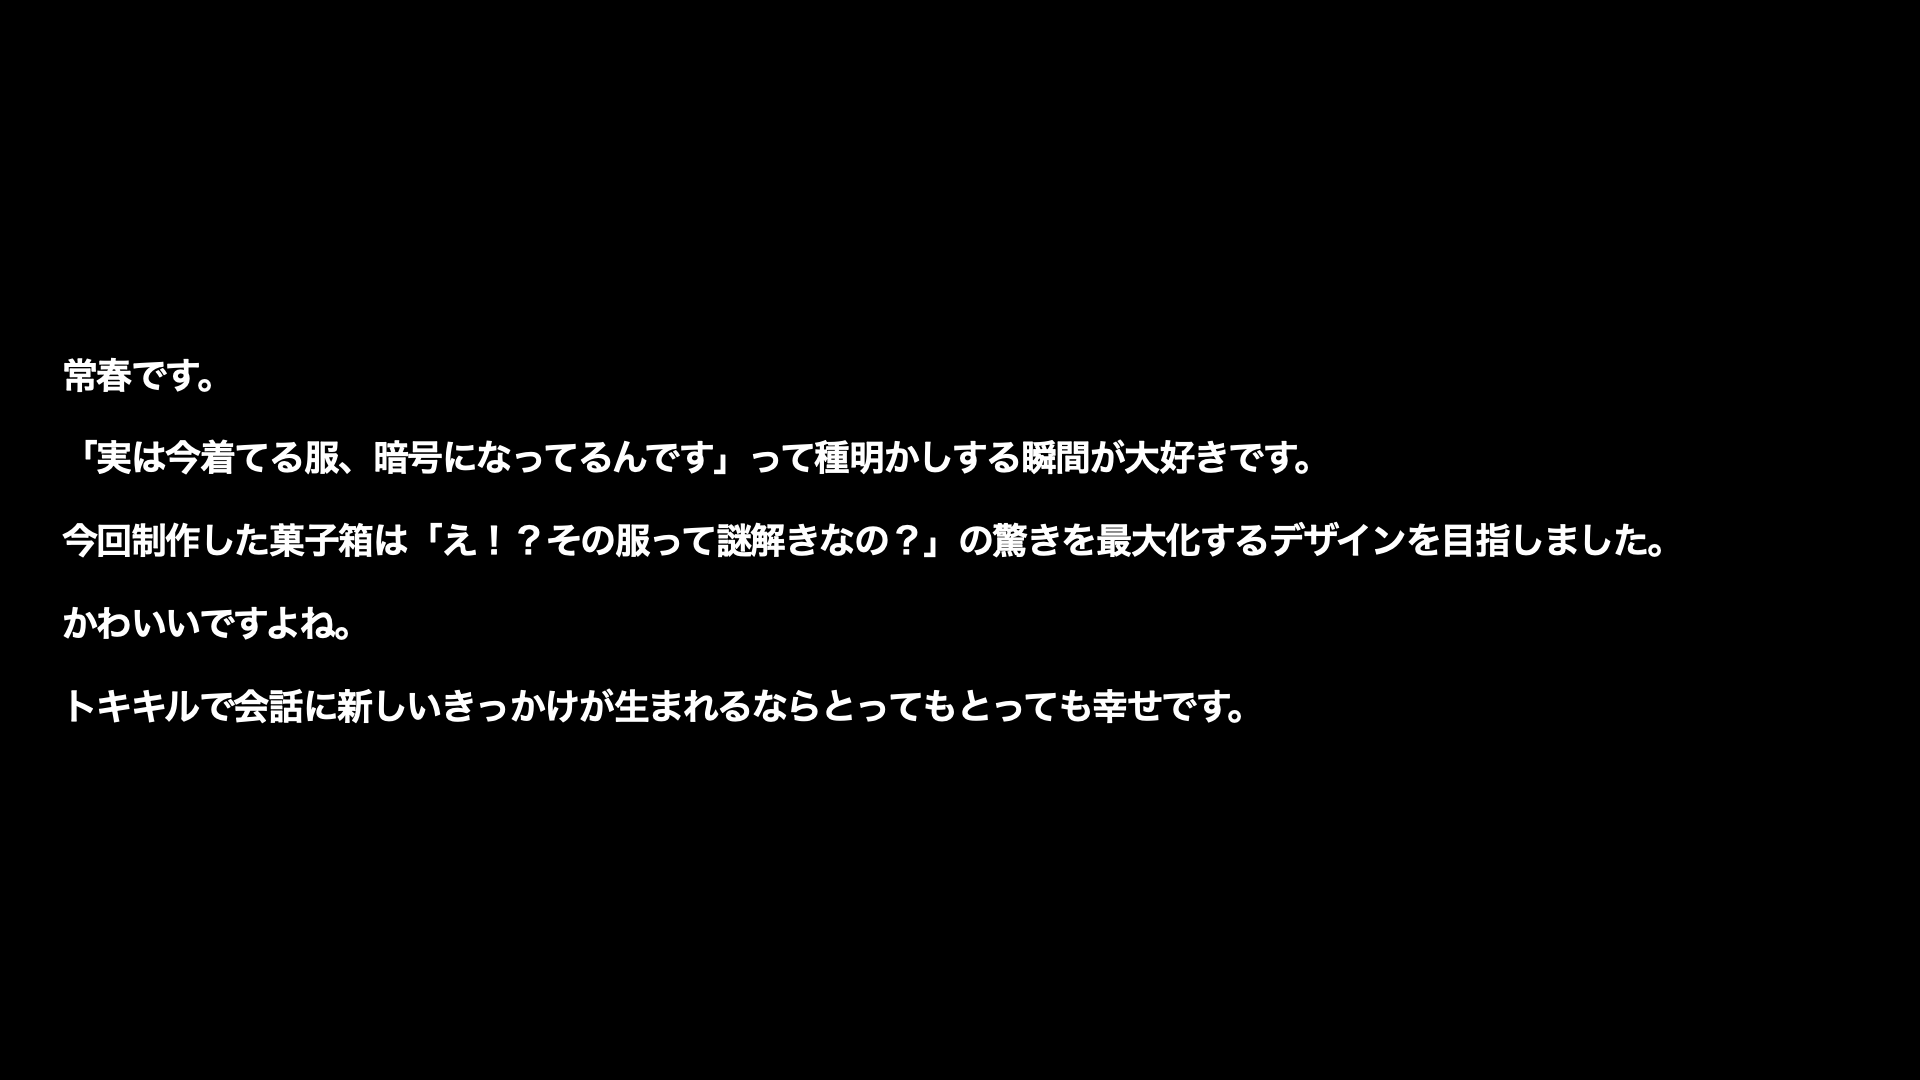 常春です。
「実は今着てる服、暗号になってるんです」って種明かしする瞬間が大好きです。
今回制作した菓子箱は「え！？その服って謎解きなの？」の驚きを最大化するデザインを目指しました。
かわいいですよね。
トキキルで会話に新しいきっかけが生まれるならとってもとっても幸せです。